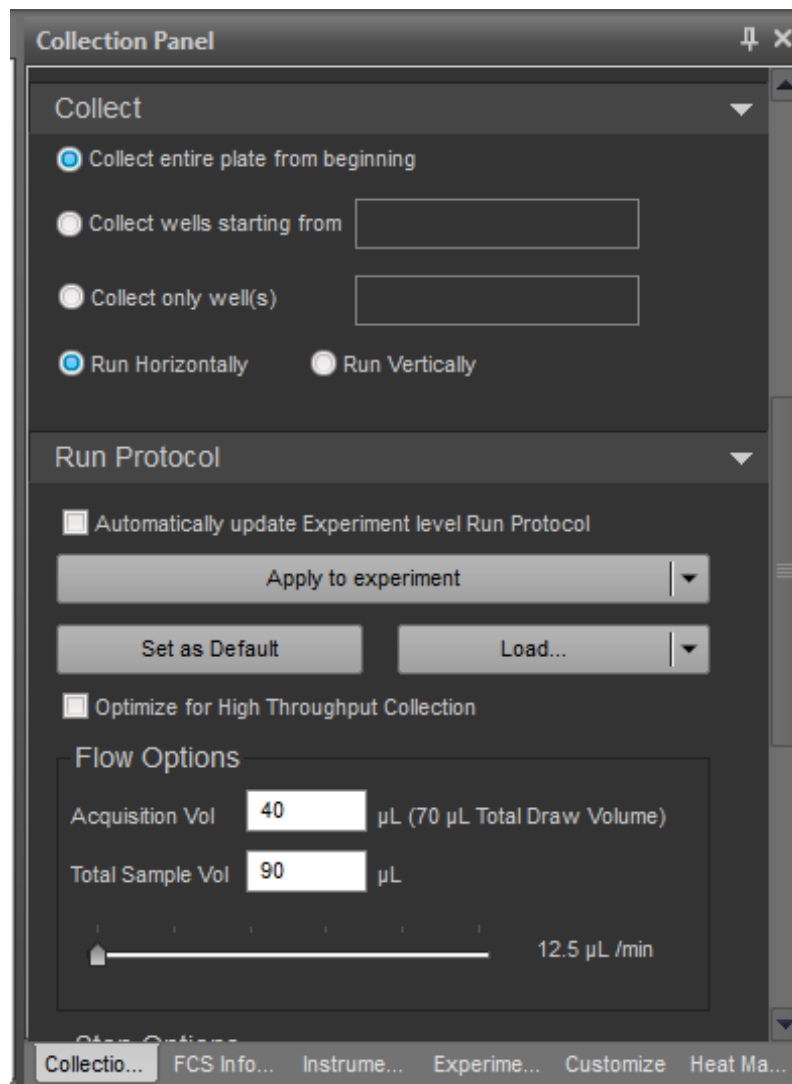 Collection Panel
Collect
Collect entire plate from beginning
Collect wells starting from
Collect only well(s)
Run Horizontally Run Vertically
Run Protocol
Automatically update Experiment level Run Protocol
Apply to experiment
Set as Default Load...
Optimize for High Throughput Collection
Flow Options
Acquisition Vol 40 µL (70 µL Total Draw Volume)
Total Sample Vol 90 µL
12.5 µL /min
Stop Options
Collectio... FCS Info... Instrume... Experime... Customize Heat Ma...